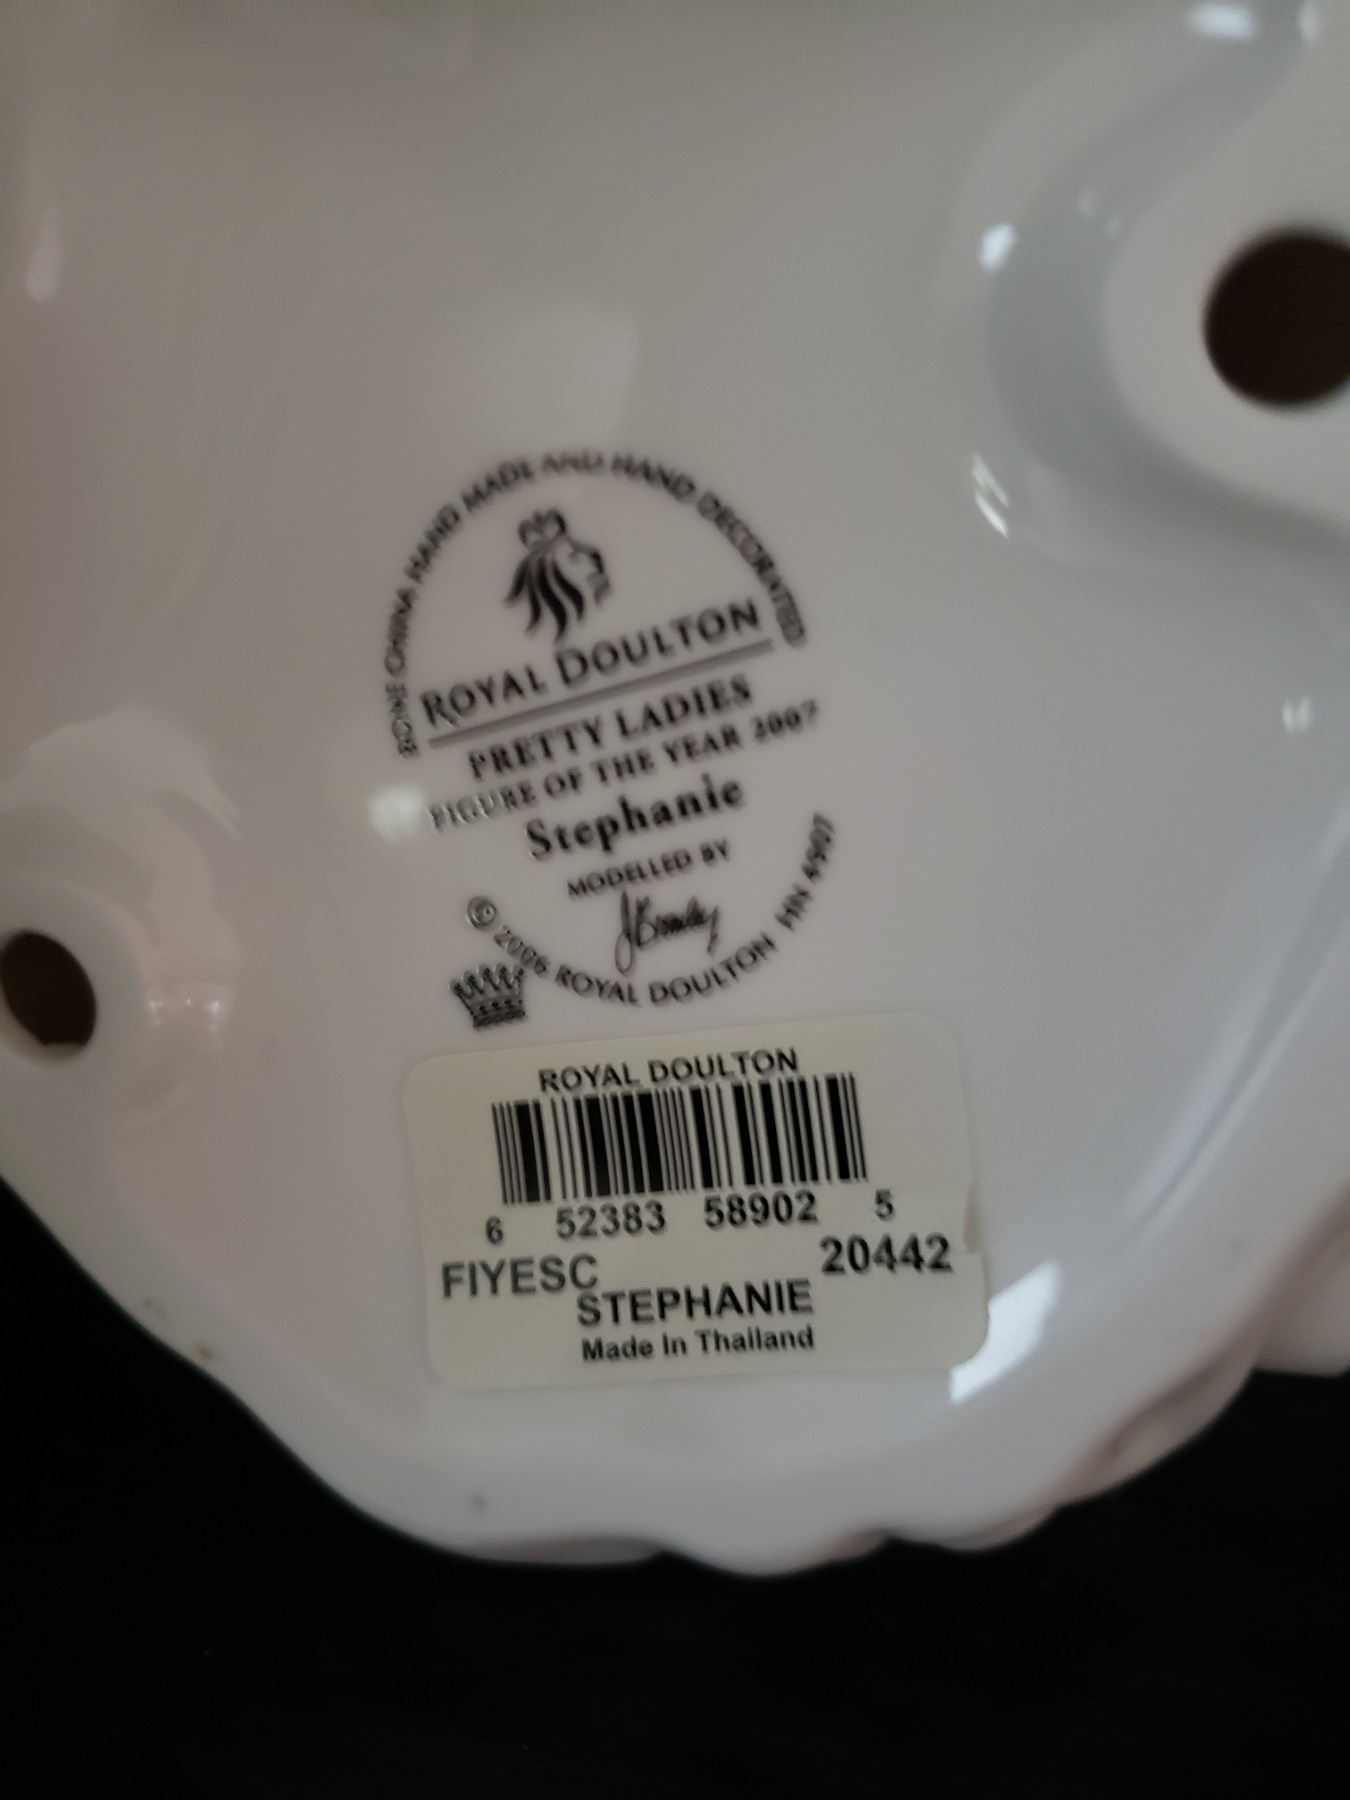 BONE CHINA HAND MADE AND HAND DECORATED
ROYAL DOULTON
PRETTY LADIES
FIGURE OF THE YEAR 2007
Stephanie
MODELLED BY
© 2006 ROYAL DOULTON HN 4907
ROYAL DOULTON
6 52383 58902 5
FIYESC 20442
STEPHANIE
Made In Thailand